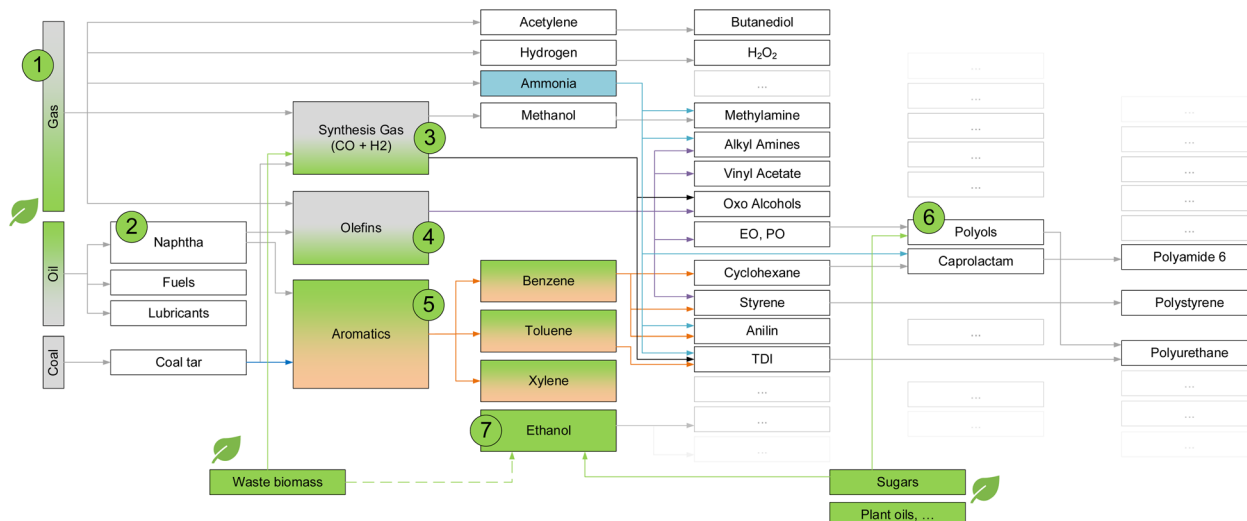 1
Gas
Oil
Coal
2
Naphtha
Fuels
Lubricants
Coal tar
Synthesis Gas
(CO + H2)
3
Olefins
4
Aromatics
5
Waste biomass
Acetylene
Hydrogen
Ammonia
Methanol
Benzene
Toluene
Xylene
7
Ethanol
Butanediol
H₂O₂
...
Methylamine
Alkyl Amines
Vinyl Acetate
Oxo Alcohols
EO, PO
Cyclohexane
Styrene
Anilin
TDI
...
...
...
Sugars
Plant oils, ...
...
...
...
...
...
6
Polyols
Caprolactam
...
...
...
...
...
...
...
...
Polyamide 6
Polystyrene
Polyurethane
...
...
...